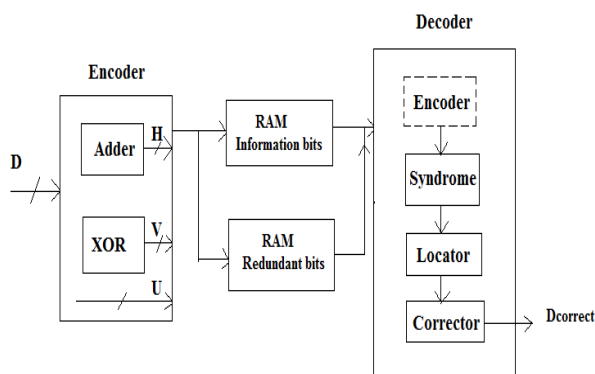 Decoder
Encoder
Encoder
RAM
Information bits
H
Adder
D
Syndrome
V
XOR
RAM
Redundant bits
Locator
U
Corrector
Dcorrect